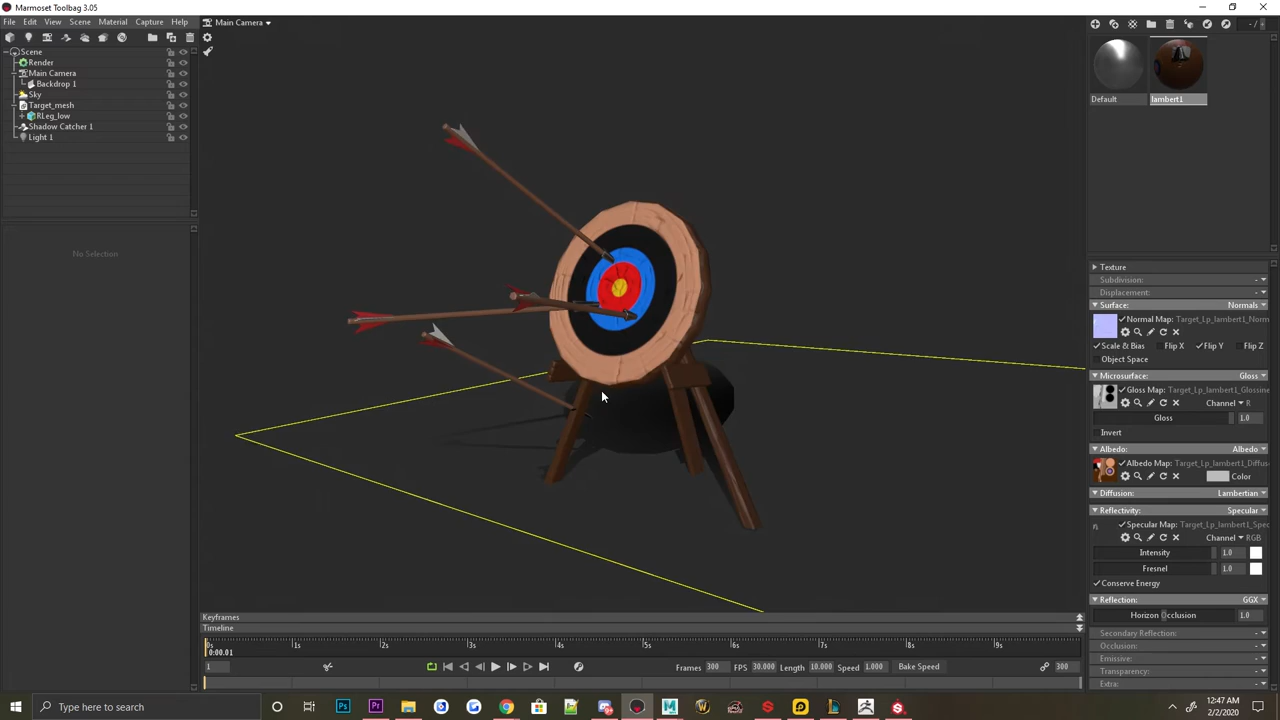 Marmoset Toolbag 3.05
File Edit View Scene Material Capture Help
Main Camera
Scene
Render
Main Camera
Backdrop 1
Sky
Target_mesh
RLeg_low
Shadow Catcher 1
Light 1
No Selection
Default
lambert1
Texture
Subdivision:
Displacement:
Surface: Normals
Normal Map: Target_Lp_lambert1_Norm
Scale & Bias Flip X Flip Y Flip Z
Object Space
Microsurface: Gloss
Gloss Map: Target_Lp_lambert1_Glossine
Channel R
Gloss 1.0
Invert
Albedo: Albedo
Albedo Map: Target_Lp_lambert1_Diffus
Color
Diffusion: Lambertian
Reflectivity: Specular
Specular Map: Target_Lp_lambert1_Spec
Channel RGB
Intensity 1.0
Fresnel 1.0
Conserve Energy
Reflection: GGX
Horizon Occlusion 1.0
Secondary Reflection:
Occlusion:
Emissive:
Transparency:
Extra:
Keyframes
Timeline
1s 2s 3s 4s 5s 6s 7s 8s 9s
0:00.01
1 Frames 300 FPS 30.000 Length 10.000 Speed 1.000 Bake Speed 300
Type here to search
12:47 AM
2/2/2020